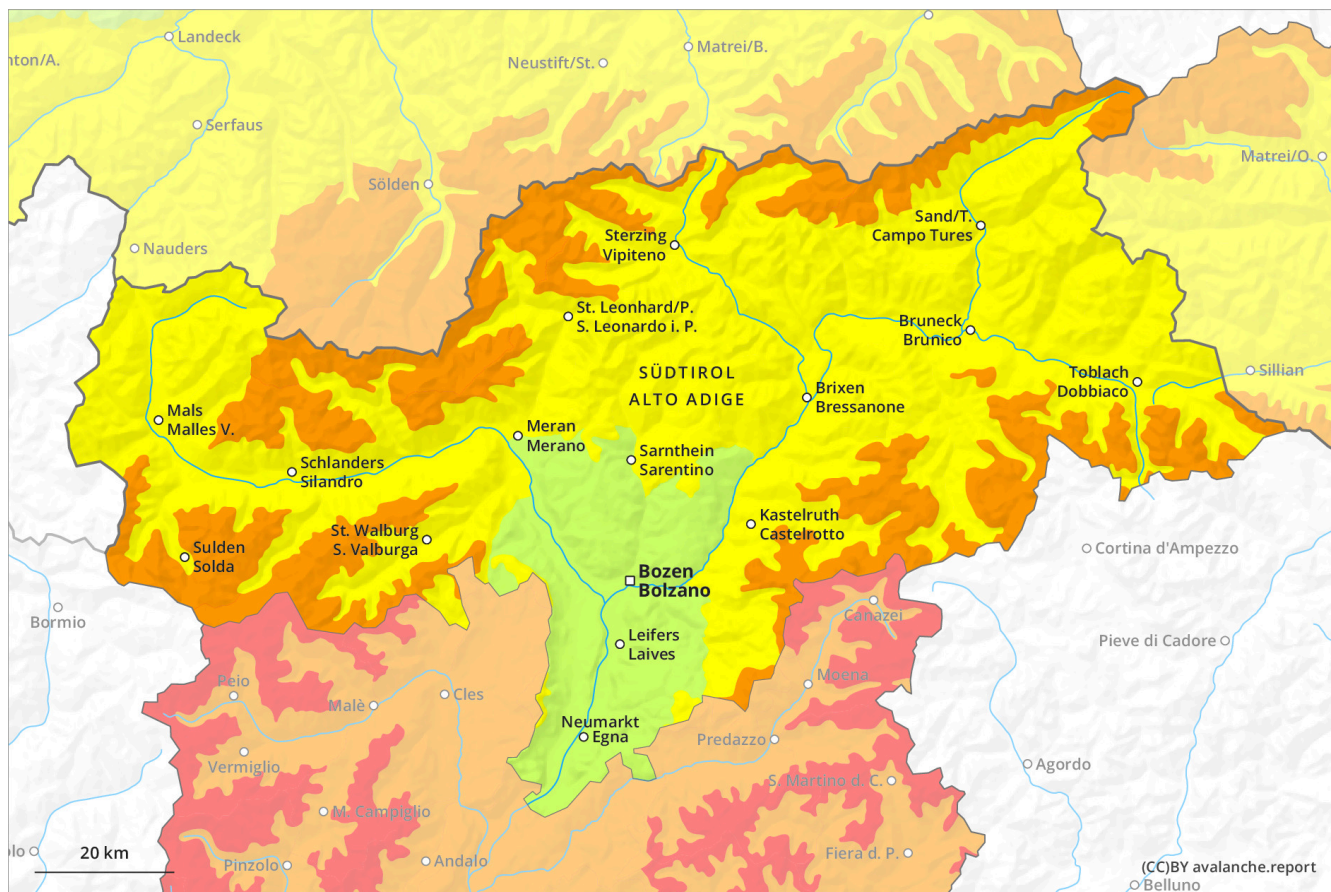 Landeck
nton/A.
Matrei/B.
Neustift/St.
Serfaus
Matrei/O.
Sölden
Sand/T.
Campo Tures
Sterzing
Vipiteno
Nauders
St. Leonhard/P.
S. Leonardo i. P.
Bruneck
Brunico
SÜDTIROL
ALTO ADIGE
Toblach
Dobbiaco
Sillian
Brixen
Bressanone
Mals
Malles V.
Meran
Merano
Sarnthein
Sarentino
Schlanders
Silandro
Kastelruth
Castelrotto
St. Walburg
S. Valburga
Sulden
Solda
Cortina d'Ampezzo
Bozen
Bolzano
Bormio
Canazei
Leifers
Laives
Pieve di Cadore
Peio
Moena
Cles
Malè
Neumarkt
Egna
Predazzo
Vermiglio
Agordo
S. Martino d. C.
M. Campiglio
olo
20 km
Pinzolo
Andalo
Fiera d. P.
(CC)BY avalanche.report
Belluno